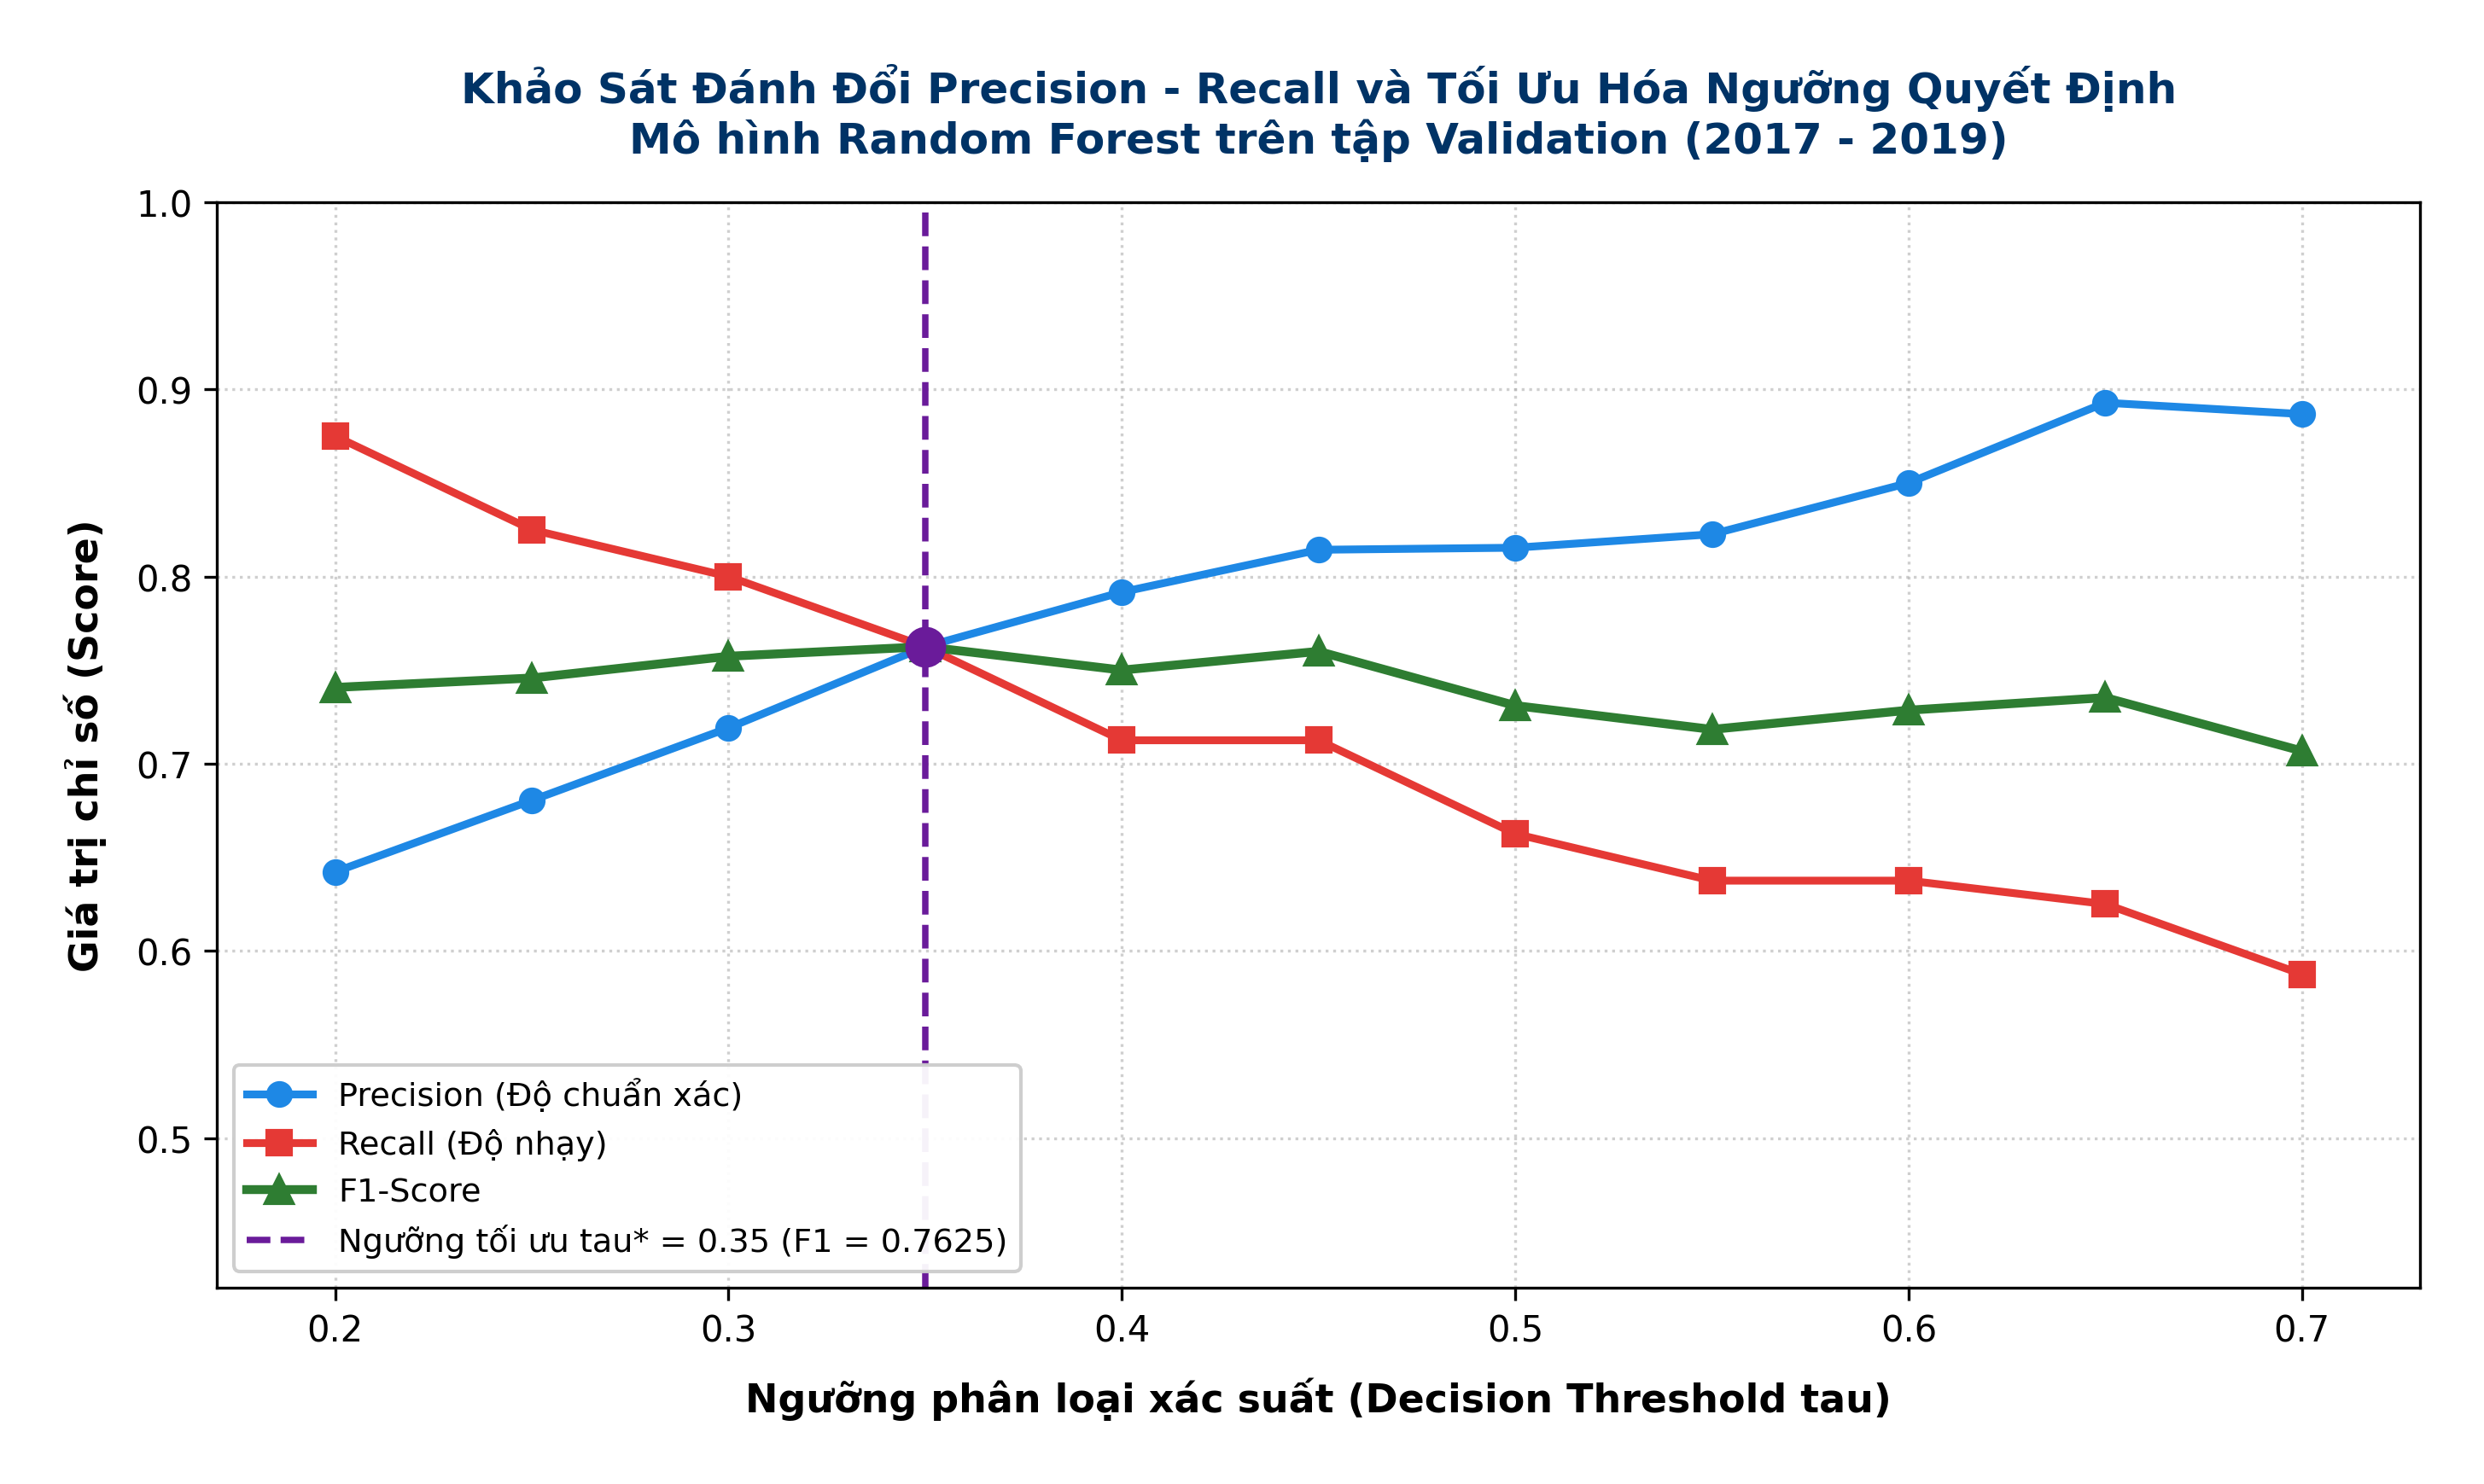 Khảo Sát Đánh Đổi Precision - Recall và Tối Ưu Hóa Ngưỡng Quyết Định
Mô hình Random Forest trên tập Validation (2017 - 2019)
Giá trị chỉ số (Score)
1.0
0.9
0.8
0.7
0.6
0.5
Precision (Độ chuẩn xác)
Recall (Độ nhạy)
F1-Score
Ngưỡng tối ưu tau* = 0.35 (F1 = 0.7625)
0.2
0.3
0.4
0.5
0.6
0.7
Ngưỡng phân loại xác suất (Decision Threshold tau)